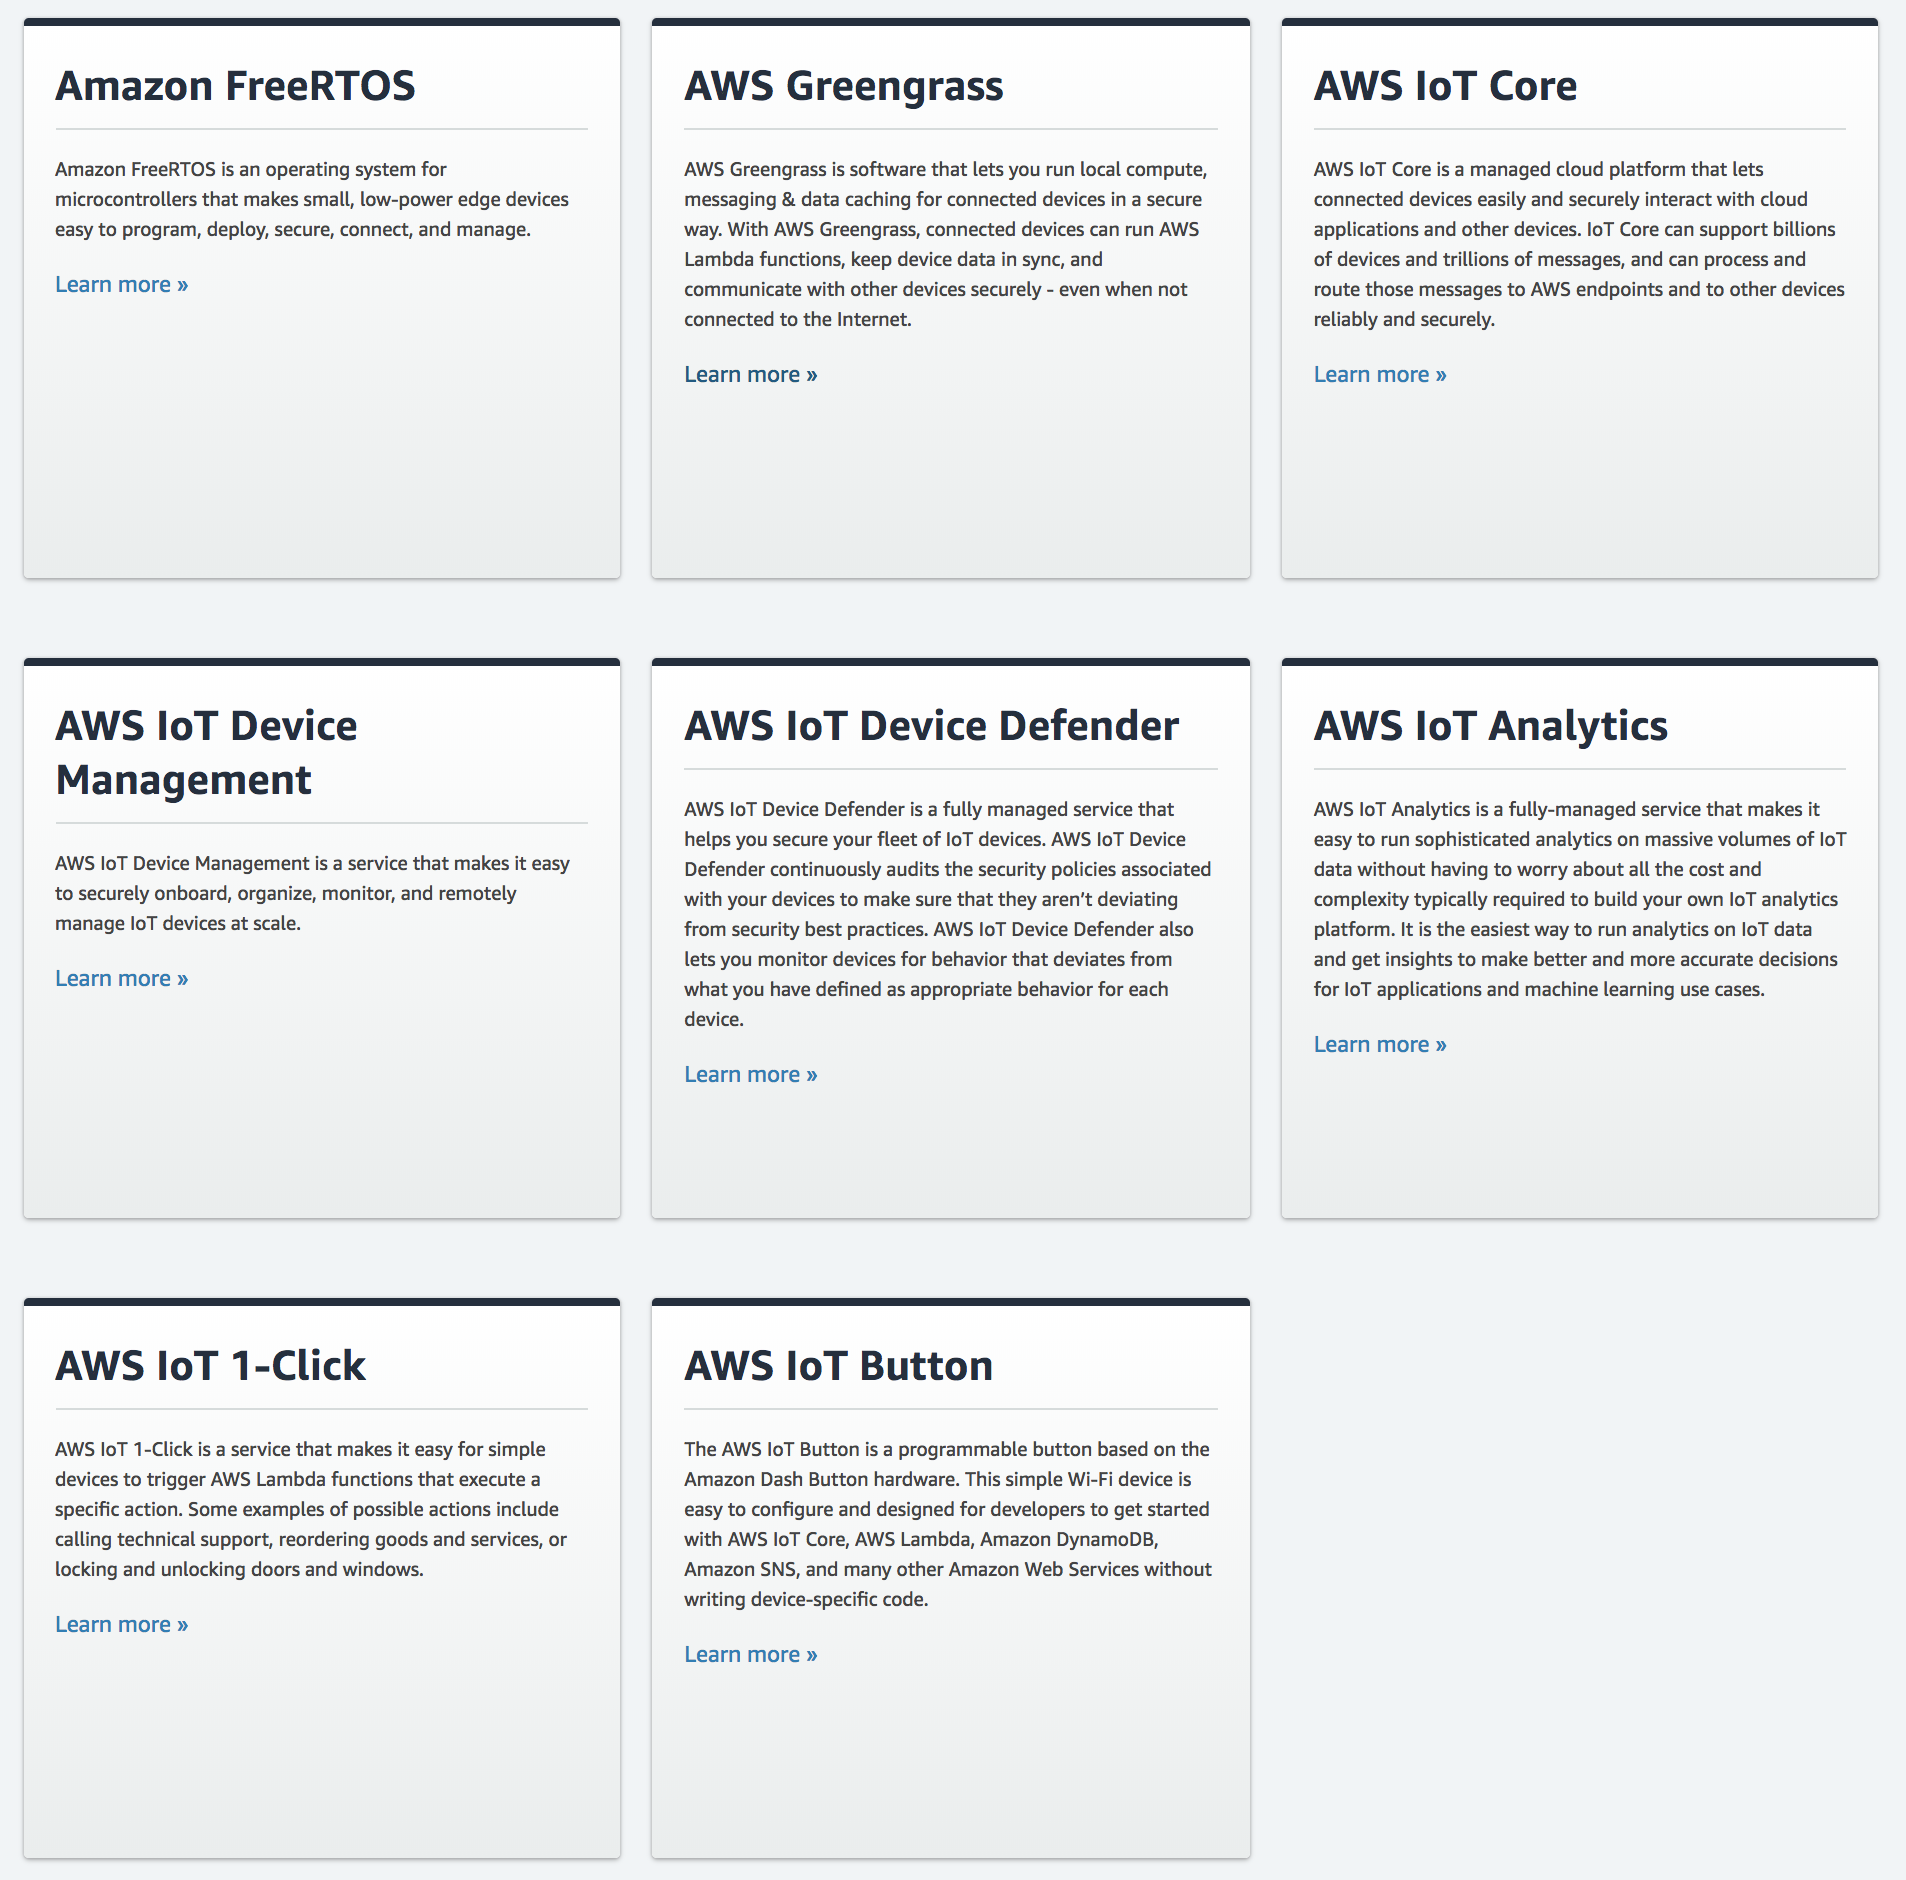 Amazon FreeRTOS
Amazon FreeRTOS is an operating system for
microcontrollers that makes small, low-power edge devices
easy to program, deploy, secure, connect, and manage.
Learn more »
AWS Greengrass
AWS Greengrass is software that lets you run local compute,
messaging & data caching for connected devices in a secure
way. With AWS Greengrass, connected devices can run AWS
Lambda functions, keep device data in sync, and
communicate with other devices securely - even when not
connected to the Internet.
Learn more »
AWS IoT Core
AWS IoT Core is a managed cloud platform that lets
connected devices easily and securely interact with cloud
applications and other devices. IoT Core can support billions
of devices and trillions of messages, and can process and
route those messages to AWS endpoints and to other devices
reliably and securely.
Learn more »
AWS IoT Device
Management
AWS IoT Device Management is a service that makes it easy
to securely onboard, organize, monitor, and remotely
manage IoT devices at scale.
Learn more »
AWS IoT Device Defender
AWS IoT Device Defender is a fully managed service that
helps you secure your fleet of IoT devices. AWS IoT Device
Defender continuously audits the security policies associated
with your devices to make sure that they aren’t deviating
from security best practices. AWS IoT Device Defender also
lets you monitor devices for behavior that deviates from
what you have defined as appropriate behavior for each
device.
Learn more »
AWS IoT Analytics
AWS IoT Analytics is a fully-managed service that makes it
easy to run sophisticated analytics on massive volumes of IoT
data without having to worry about all the cost and
complexity typically required to build your own IoT analytics
platform. It is the easiest way to run analytics on IoT data
and get insights to make better and more accurate decisions
for IoT applications and machine learning use cases.
Learn more »
AWS IoT 1-Click
AWS IoT 1-Click is a service that makes it easy for simple
devices to trigger AWS Lambda functions that execute a
specific action. Some examples of possible actions include
calling technical support, reordering goods and services, or
locking and unlocking doors and windows.
Learn more »
AWS IoT Button
The AWS IoT Button is a programmable button based on the
Amazon Dash Button hardware. This simple Wi-Fi device is
easy to configure and designed for developers to get started
with AWS IoT Core, AWS Lambda, Amazon DynamoDB,
Amazon SNS, and many other Amazon Web Services without
writing device-specific code.
Learn more »